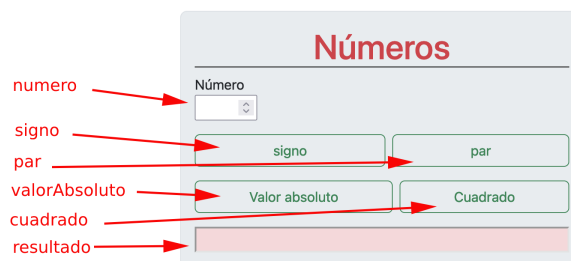 Números
numero
Número
signo
signo
par
par
valorAbsoluto
Valor absoluto
Cuadrado
cuadrado
resultado